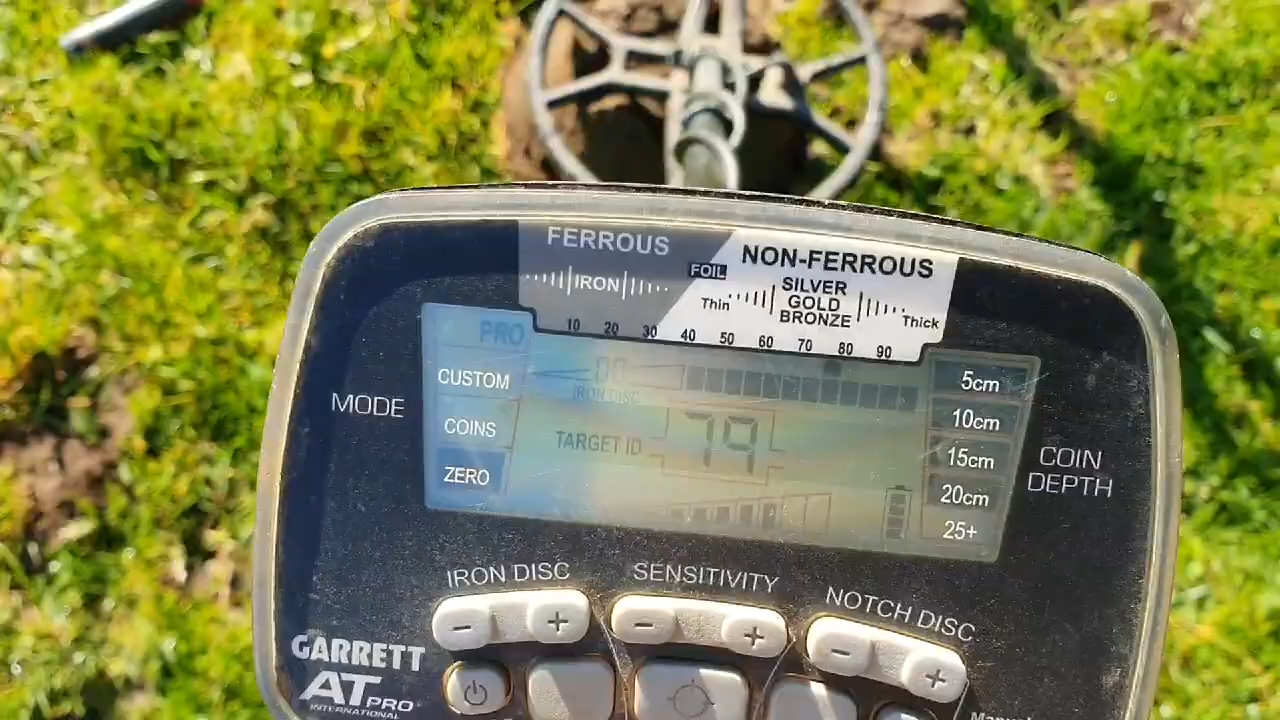 FERROUS
NON-FERROUS
IRON
FOIL
Thin
SILVER
GOLD
BRONZE
Thick
10 20 30 40 50 60 70 80 90
PRO
00
IRON DISC
CUSTOM
COINS
ZERO
MODE
TARGET ID
79
5cm
10cm
15cm
20cm
25+
COIN
DEPTH
IRON DISC
SENSITIVITY
NOTCH DISC
- +
- +
- +
GARRETT
AT PRO
INTERNATIONAL